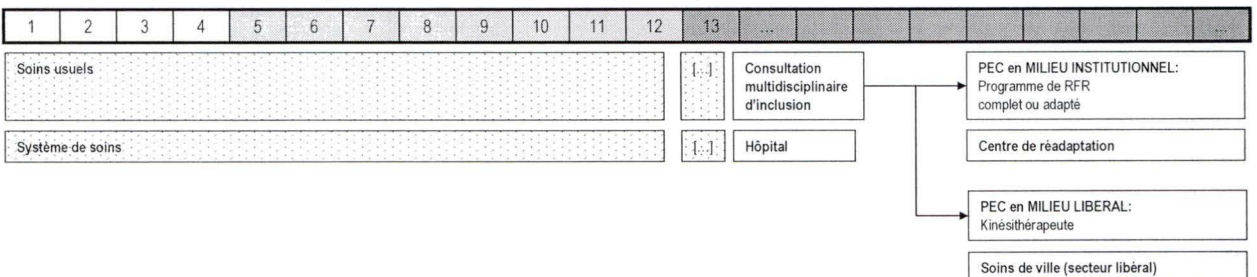 1 2 3 4 5 6 7 8 9 10 11 12 13 ... ...
Soins usuels
[...]
Consultation
multidisciplinaire
d'inclusion
PEC en MILIEU INSTITUTIONNEL:
Programme de RFR
complet ou adapté
Système de soins
[...]
Hôpital
Centre de réadaptation
PEC en MILIEU LIBERAL:
Kinésithérapeute
Soins de ville (secteur libéral)